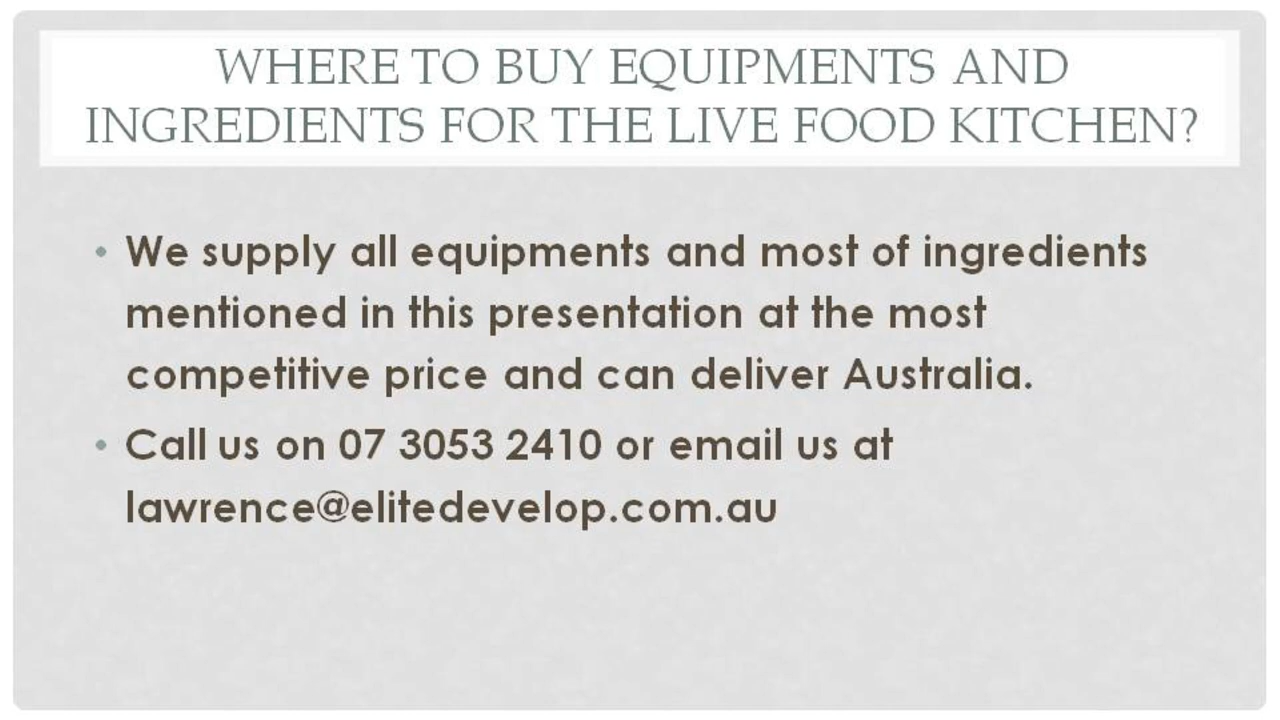 WHERE TO BUY EQUIPMENTS AND
INGREDIENTS FOR THE LIVE FOOD KITCHEN?
• We supply all equipments and most of ingredients
mentioned in this presentation at the most
competitive price and can deliver Australia.
• Call us on 07 3053 2410 or email us at
lawrence@elitedevelop.com.au